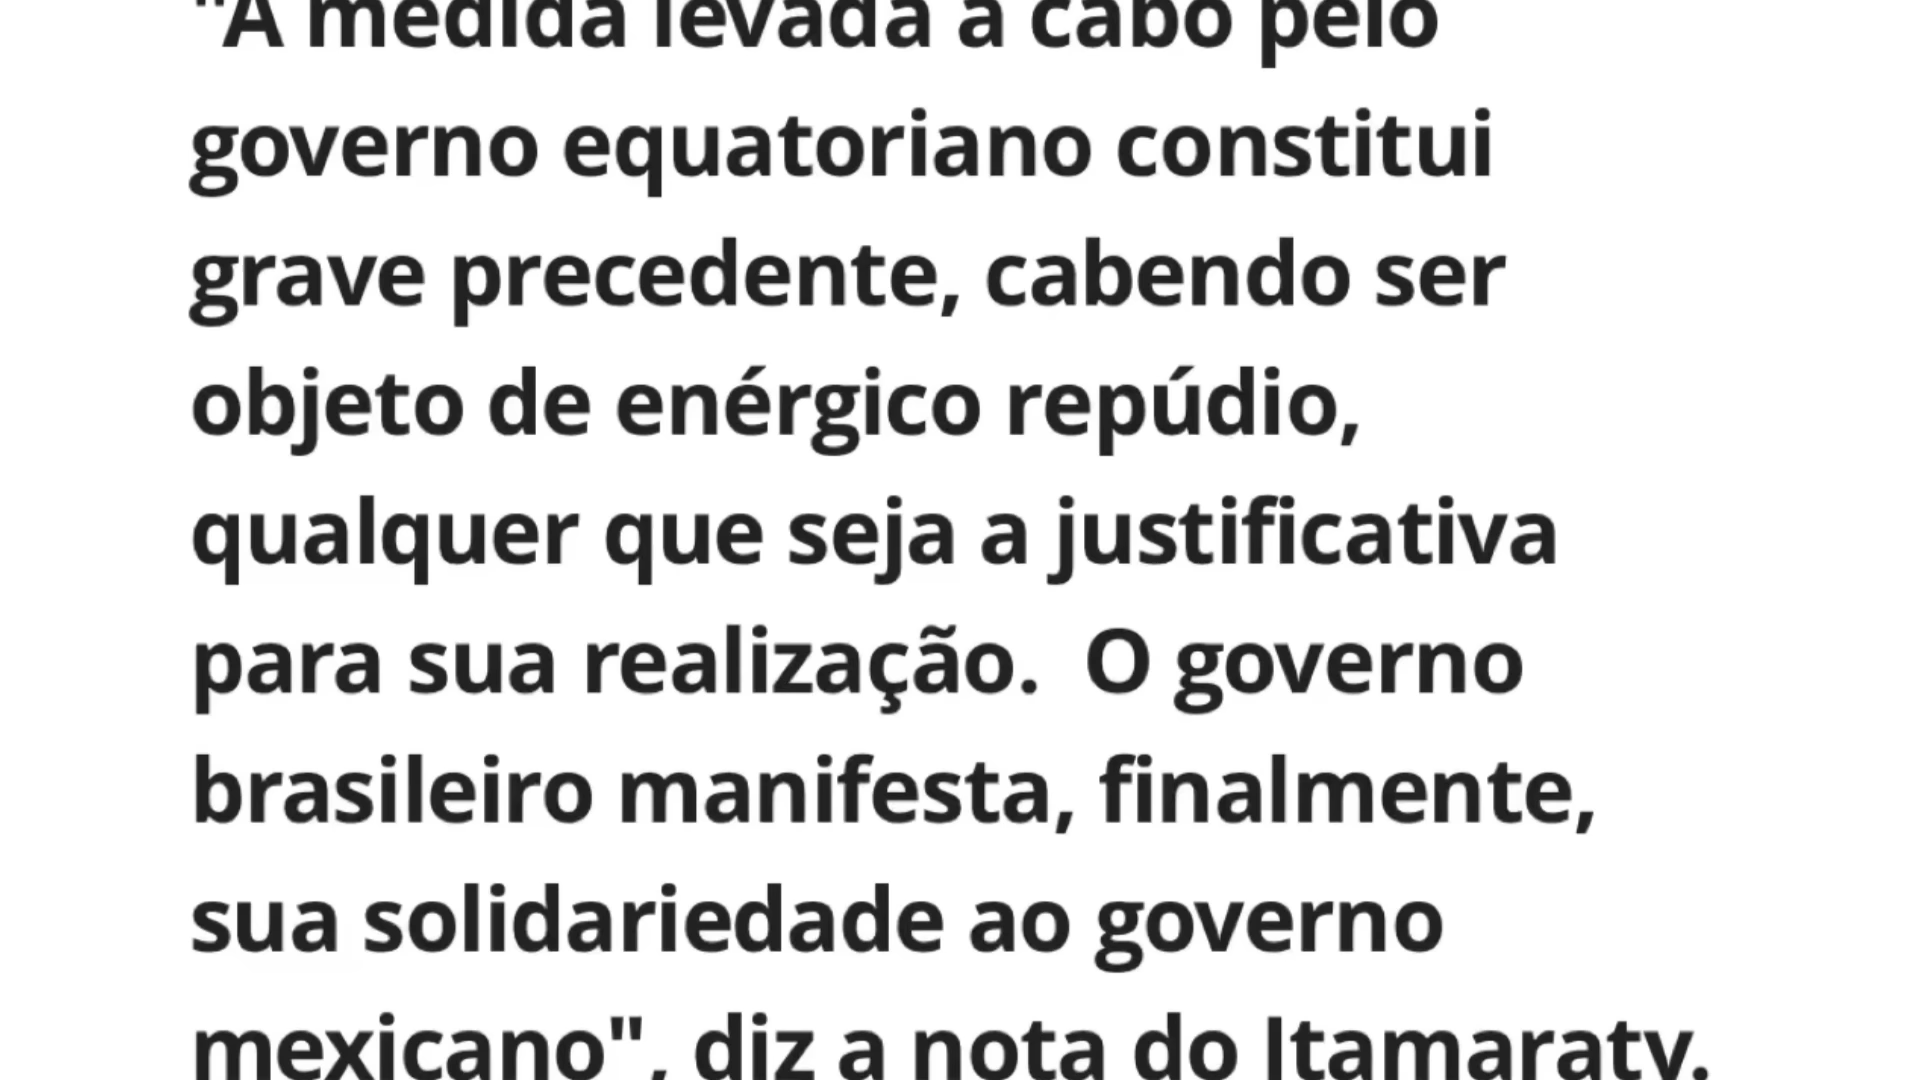 "A medida levada a cabo pelo
governo equatoriano constitui
grave precedente, cabendo ser
objeto de enérgico repúdio,
qualquer que seja a justificativa
para sua realização.  O governo
brasileiro manifesta, finalmente,
sua solidariedade ao governo
mexicano", diz a nota do Itamaraty.